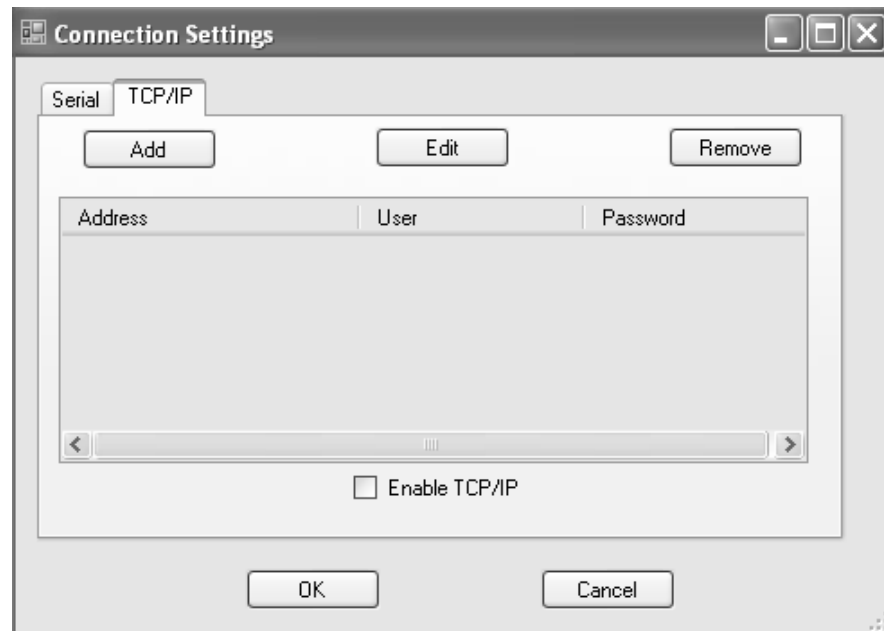 Connection Settings
Serial TCP/IP
Add Edit Remove
Address User Password
Enable TCP/IP
OK Cancel